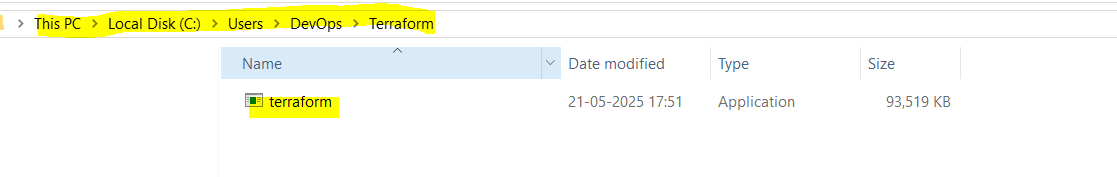 This PC > Local Disk (C:) > Users > DevOps > Terraform
Name Date modified Type Size
terraform 21-05-2025 17:51 Application 93,519 KB